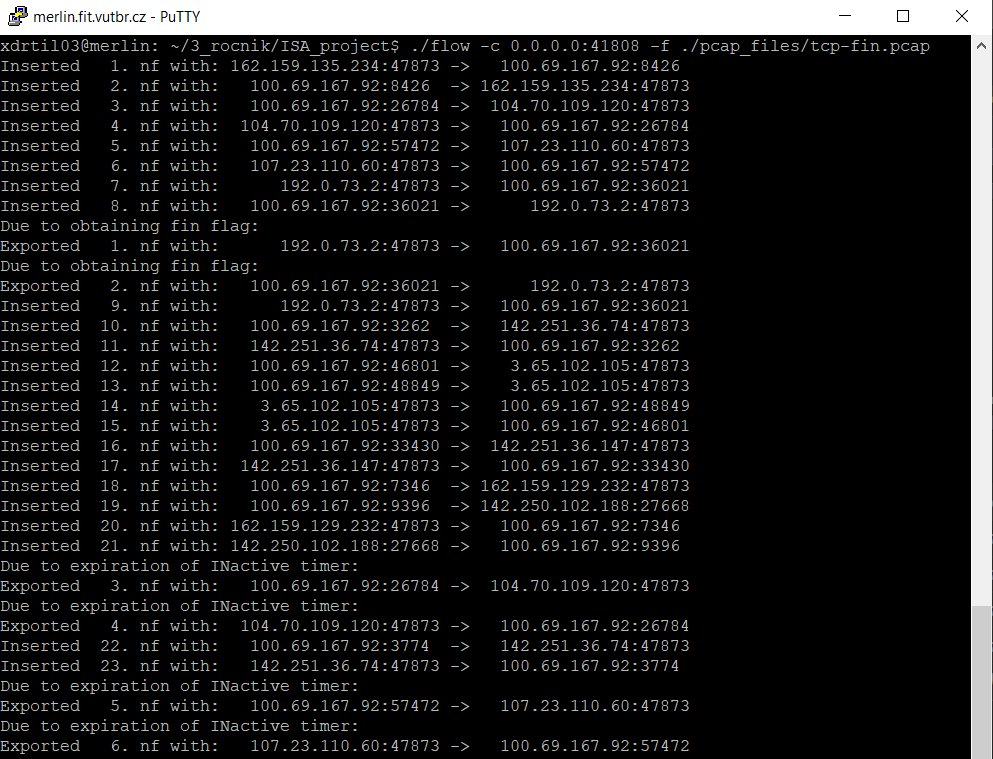 merlin.fit.vutbr.cz - PuTTY
xdrtil03@merlin: ~/3_rocnik/ISA_project$ ./flow -c 0.0.0.0:41808 -f ./pcap_files/tcp-fin.pcap
Inserted   1. nf with: 162.159.135.234:47873 ->   100.69.167.92:8426
Inserted   2. nf with:   100.69.167.92:8426  -> 162.159.135.234:47873
Inserted   3. nf with:   100.69.167.92:26784 ->  104.70.109.120:47873
Inserted   4. nf with:  104.70.109.120:47873 ->   100.69.167.92:26784
Inserted   5. nf with:   100.69.167.92:57472 ->   107.23.110.60:47873
Inserted   6. nf with:   107.23.110.60:47873 ->   100.69.167.92:57472
Inserted   7. nf with:      192.0.73.2:47873 ->   100.69.167.92:36021
Inserted   8. nf with:   100.69.167.92:36021 ->      192.0.73.2:47873
Due to obtaining fin flag:
Exported   1. nf with:      192.0.73.2:47873 ->   100.69.167.92:36021
Due to obtaining fin flag:
Exported   2. nf with:   100.69.167.92:36021 ->      192.0.73.2:47873
Inserted   9. nf with:      192.0.73.2:47873 ->   100.69.167.92:36021
Inserted  10. nf with:   100.69.167.92:3262  ->   142.251.36.74:47873
Inserted  11. nf with:   142.251.36.74:47873 ->   100.69.167.92:3262
Inserted  12. nf with:   100.69.167.92:46801 ->    3.65.102.105:47873
Inserted  13. nf with:   100.69.167.92:48849 ->    3.65.102.105:47873
Inserted  14. nf with:    3.65.102.105:47873 ->   100.69.167.92:48849
Inserted  15. nf with:    3.65.102.105:47873 ->   100.69.167.92:46801
Inserted  16. nf with:   100.69.167.92:33430 ->  142.251.36.147:47873
Inserted  17. nf with:  142.251.36.147:47873 ->   100.69.167.92:33430
Inserted  18. nf with:   100.69.167.92:7346  -> 162.159.129.232:47873
Inserted  19. nf with:   100.69.167.92:9396  -> 142.250.102.188:27668
Inserted  20. nf with: 162.159.129.232:47873 ->   100.69.167.92:7346
Inserted  21. nf with: 142.250.102.188:27668 ->   100.69.167.92:9396
Due to expiration of INactive timer:
Exported   3. nf with:   100.69.167.92:26784 ->  104.70.109.120:47873
Due to expiration of INactive timer:
Exported   4. nf with:  104.70.109.120:47873 ->   100.69.167.92:26784
Inserted  22. nf with:   100.69.167.92:3774  ->   142.251.36.74:47873
Inserted  23. nf with:   142.251.36.74:47873 ->   100.69.167.92:3774
Due to expiration of INactive timer:
Exported   5. nf with:   100.69.167.92:57472 ->   107.23.110.60:47873
Due to expiration of INactive timer:
Exported   6. nf with:   107.23.110.60:47873 ->   100.69.167.92:57472